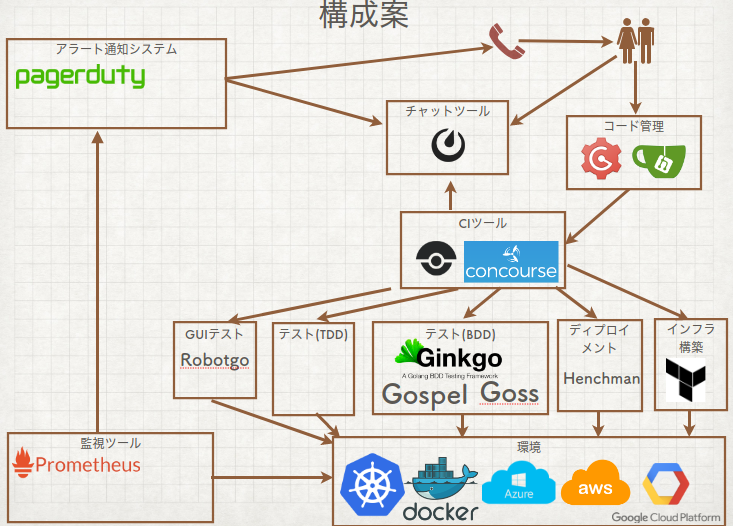 構成案
アラート通知システム
pagerduty
チャットツール
コード管理
G
CIツール
concourse
GUIテスト
Robotgo
テスト(TDD)
テスト(BDD)
Ginkgo
A Golang BDD Testing Framework
Gospel Goss
ディプロイ
メント
Henchman
インフラ
構築
監視ツール
Prometheus
環境
docker
Azure
aws
Google Cloud Platform